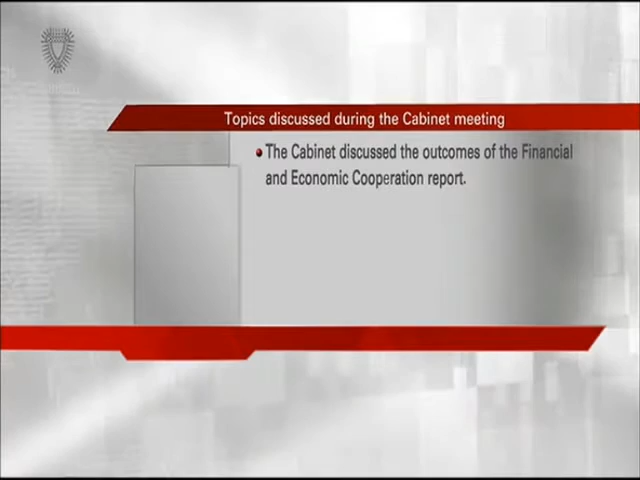 Topics discussed during the Cabinet meeting
The Cabinet discussed the outcomes of the Financial
and Economic Cooperation report.